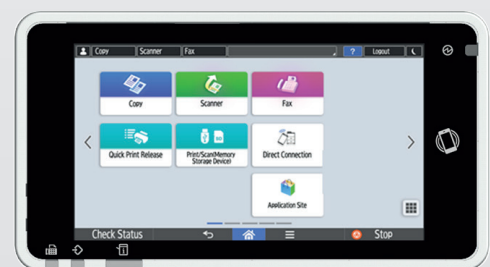 Copy Scanner Fax ? Logout
Copy Scanner Fax
Quick Print Release Print/Scan(Memory Storage Device) Direct Connection
Application Site
Check Status Stop